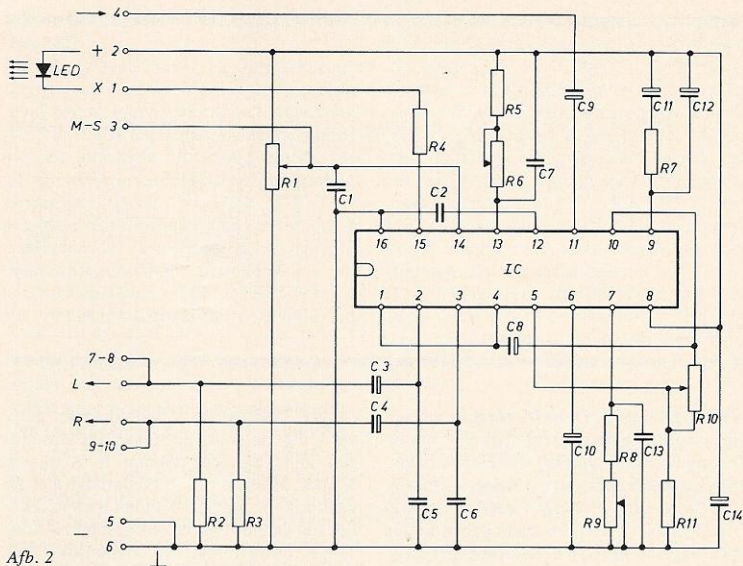 4
+ 2
LED
X 1
M-S 3
R1
C1
R4
C2
R5
R6
C7
C9
C11
C12
R7
16 15 14 13 12 11 10 9
IC
1 2 3 4 5 6 7 8
C8
7-8
L
C3
R
C4
9-10
R10
R2
R3
C5
C6
C10
R8
C13
R9
R11
C14
5
−
6
Afb. 2